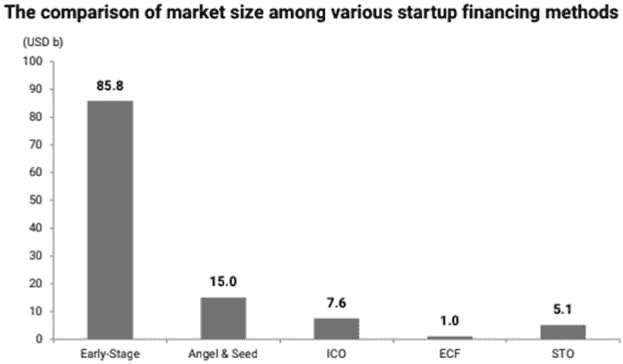 The comparison of market size among various startup financing methods
(USD b)
100
90
80
70
60
50
40
30
20
10
0
85.8
15.0
7.6
1.0
5.1
Early-Stage
Angel & Seed
ICO
ECF
STO